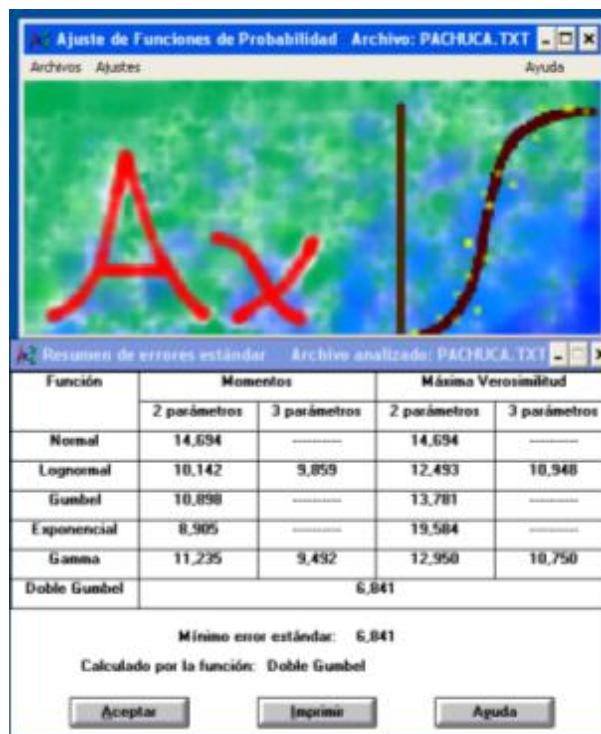 Ajuste de Funciones de Probabilidad Archivo: PACHUCA.TXT
Archivos Ajustes Ayuda
Ax
Resumen de errores estándar Archivo analizado: PACHUCA.TXT
Función Momentos Máxima Verosimilitud
2 parámetros 3 parámetros 2 parámetros 3 parámetros
Normal 14,694 ---------- 14,694 ----------
Lognormal 10,142 9,859 12,493 10,948
Gumbel 10,898 ---------- 13,781 ----------
Exponencial 8,905 ---------- 19,584 ----------
Gamma 11,235 9,492 12,950 10,750
Doble Gumbel 6,841
Mínimo error estándar: 6,841
Calculado por la función: Doble Gumbel
Aceptar Imprimir Ayuda